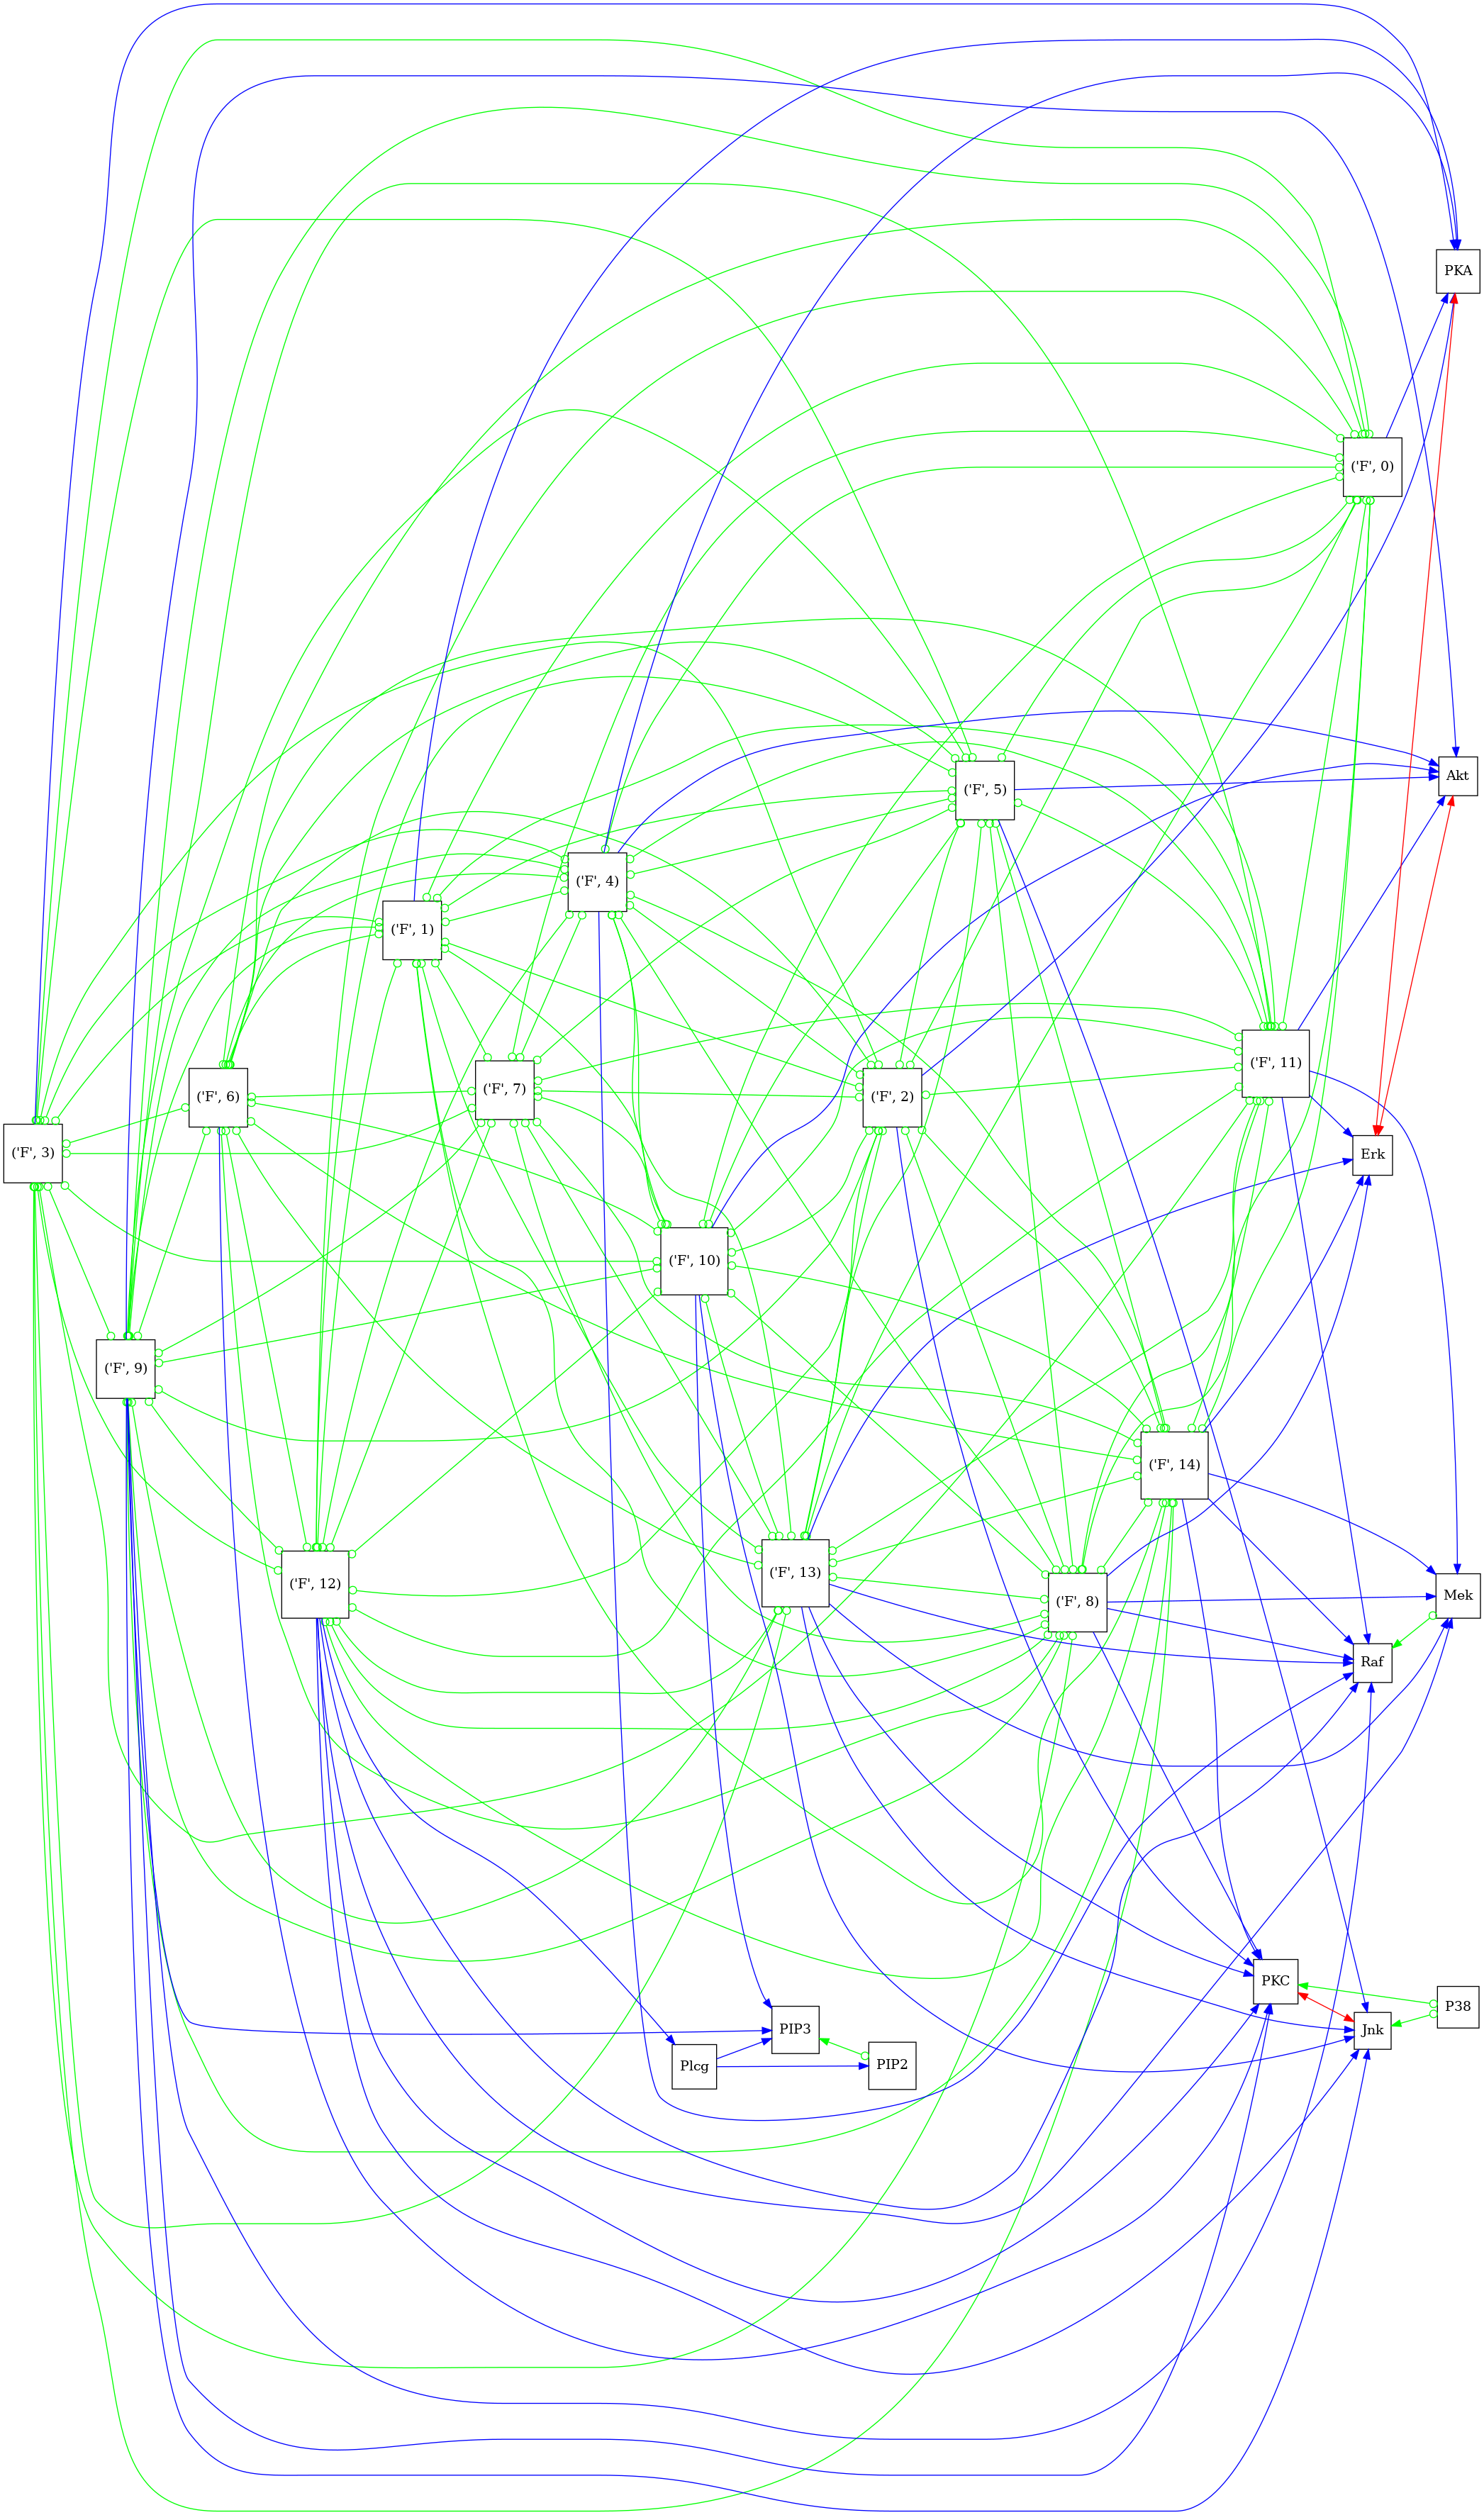 PKA
('F', 0)
Akt
('F', 5)
('F', 4)
('F', 1)
('F', 11)
('F', 7)
('F', 2)
('F', 6)
('F', 3)
Erk
('F', 10)
('F', 9)
('F', 14)
('F', 13)
('F', 12)
('F', 8)
Mek
Raf
PKC
P38
PIP3
Jnk
Plcg
PIP2